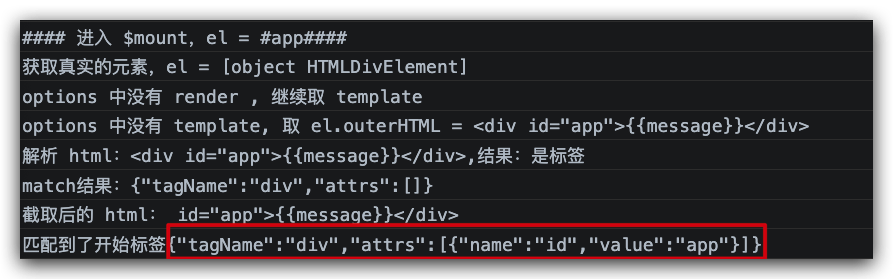 #### 进入 $mount，el = #app####
获取真实的元素，el = [object HTMLDivElement]
options 中没有 render , 继续取 template
options 中没有 template, 取 el.outerHTML = <div id="app">{{message}}</div>
解析 html：<div id="app">{{message}}</div>,结果：是标签
match结果：{"tagName":"div","attrs":[]}
截取后的 html： id="app">{{message}}</div>
匹配到了开始标签{"tagName":"div","attrs":[{"name":"id","value":"app"}]}